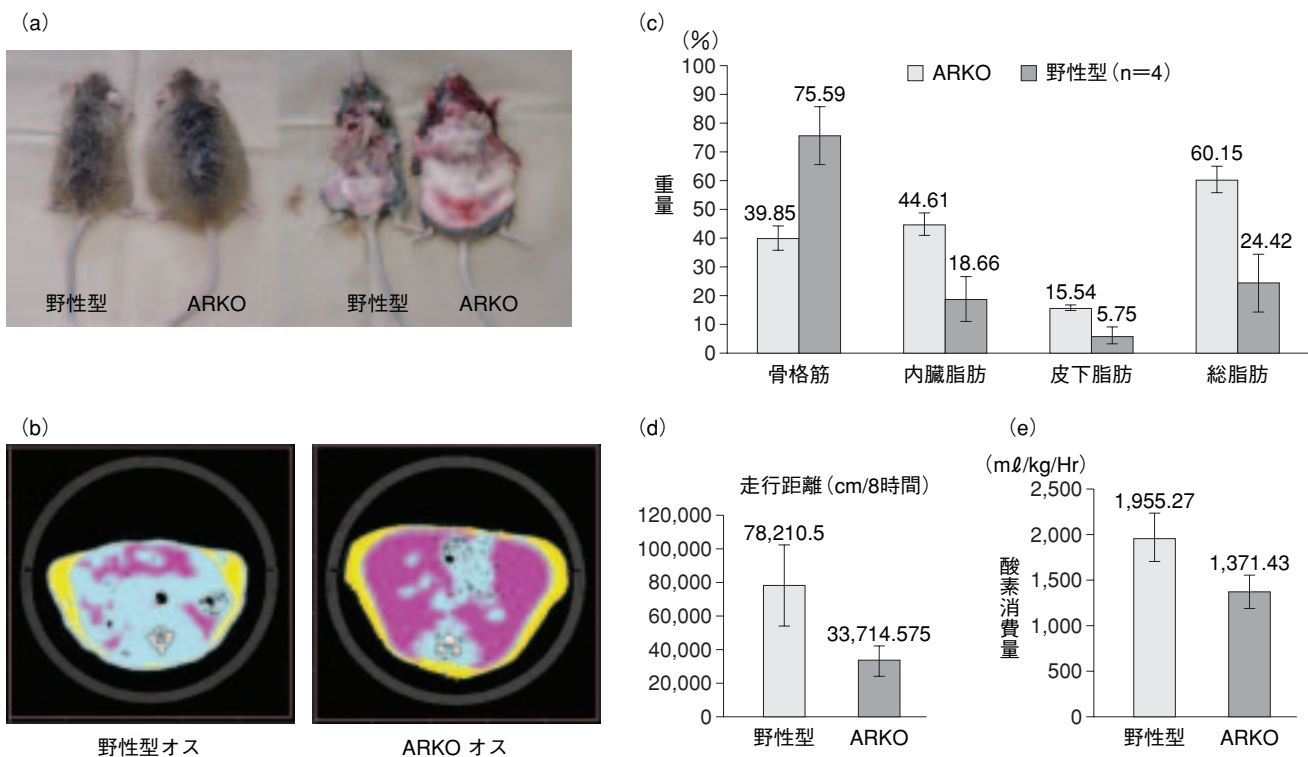 (a)
野性型
ARKO
野性型
ARKO
(b)
野性型オス
ARKO オス
(c)
(%)
重量
100
90
80
70
60
50
40
30
20
10
0
ARKO
野性型(n=4)
39.85
75.59
44.61
18.66
15.54
5.75
60.15
24.42
骨格筋
内臓脂肪
皮下脂肪
総脂肪
(d)
走行距離(cm/8時間)
120,000
100,000
80,000
60,000
40,000
20,000
0
78,210.5
33,714.575
野性型
ARKO
(e)
(mℓ/kg/Hr)
酸素消費量
2,500
2,000
1,500
1,000
500
0
1,955.27
1,371.43
野性型
ARKO